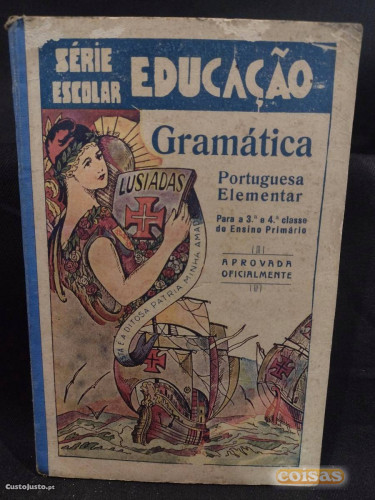 SÉRIE
ESCOLAR
EDUCAÇÃO
Gramática
Portuguesa
Elementar
Para a 3.ª e 4.ª classe
do Ensino Primário
APROVADA
OFICIALMENTE
LUSIADAS
ESTA É A DITOSA PATRIA MINHA AMADA
CustoJusto.pt
coisas